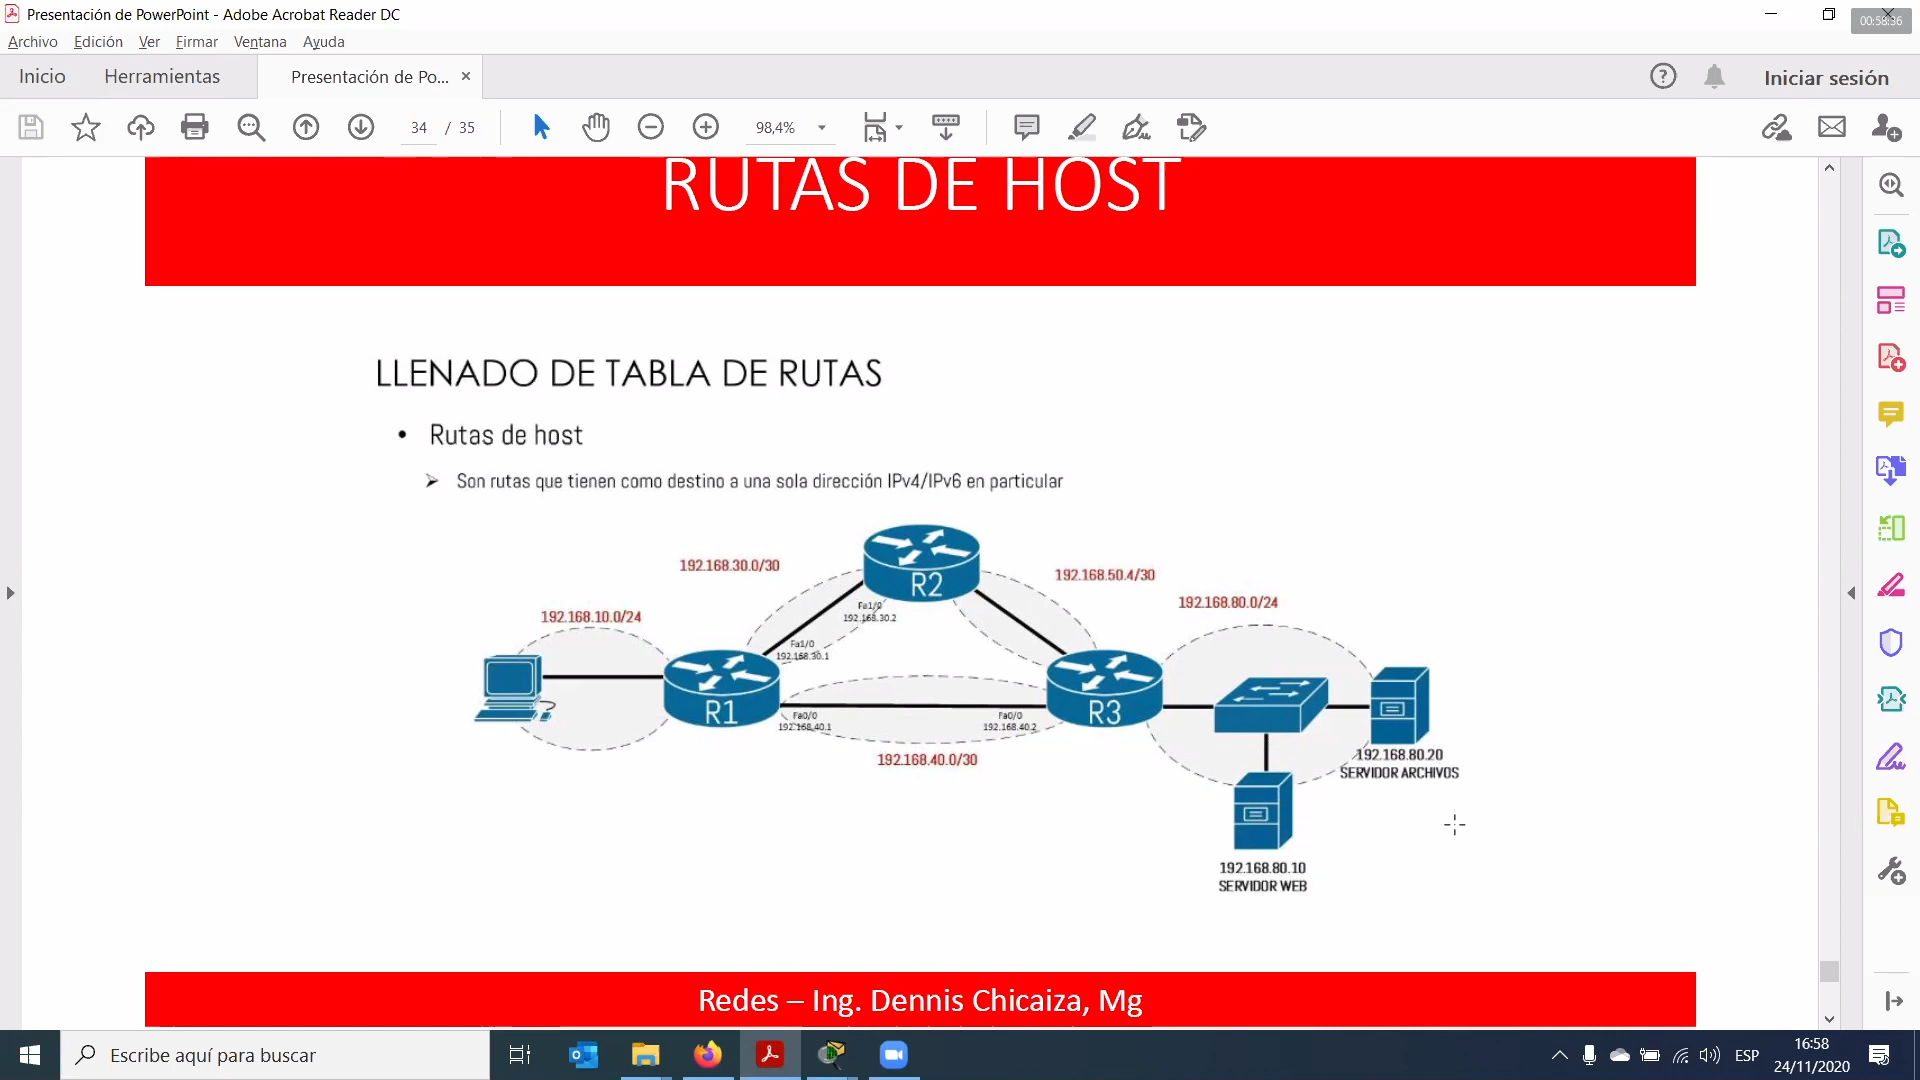 Presentación de PowerPoint - Adobe Acrobat Reader DC
00:58:36
Archivo Edición Ver Firmar Ventana Ayuda
Inicio Herramientas Presentación de Po... Iniciar sesión
34 / 35 98,4%
RUTAS DE HOST
LLENADO DE TABLA DE RUTAS
• Rutas de host
➢ Son rutas que tienen como destino a una sola dirección IPv4/IPv6 en particular
192.168.30.0/30
R2
192.168.50.4/30
192.168.80.0/24
192.168.10.0/24
Fa1/0
192.168.30.2
Fa1/0
192.168.30.1
R1
R3
Fa0/0
192.168.40.1
Fa0/0
192.168.40.2
192.168.40.0/30
192.168.80.20
SERVIDOR ARCHIVOS
192.168.80.10
SERVIDOR WEB
Redes – Ing. Dennis Chicaiza, Mg
Escribe aquí para buscar
ESP
16:58
24/11/2020